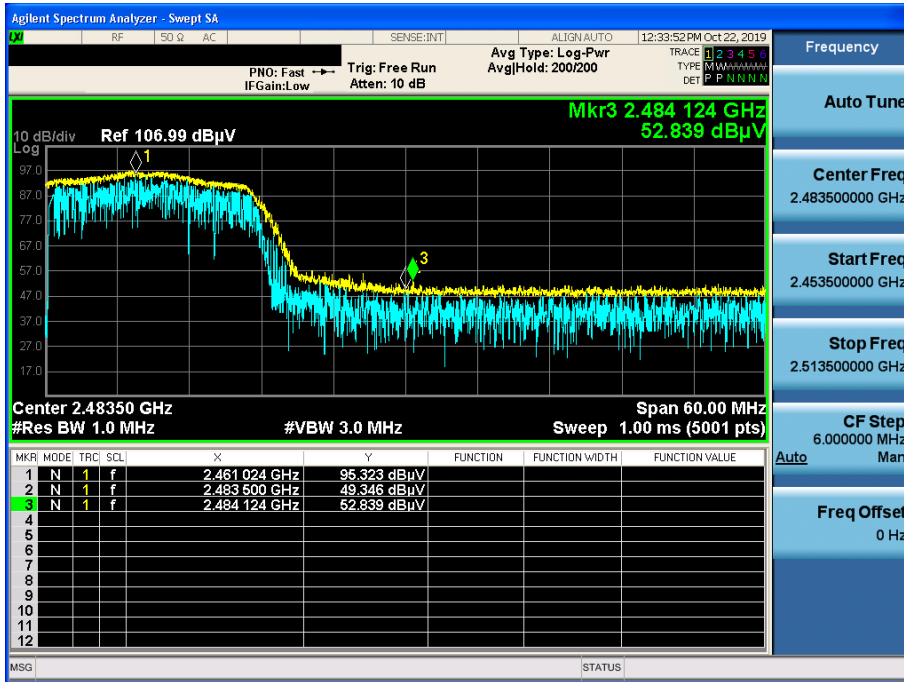 Agilent Spectrum Analyzer - Swept SA
LXI RF 50 Ω AC SENSE:INT ALIGN AUTO 12:33:52 PM Oct 22, 2019
PNO: Fast
IFGain:Low
Trig: Free Run
Atten: 10 dB
Avg Type: Log-Pwr
Avg|Hold: 200/200
TRACE 1 2 3 4 5 6
TYPE M WWWWW
DET P P N N N N
Mkr3 2.484 124 GHz
52.839 dBµV
10 dB/div Ref 106.99 dBµV
Log
97.0
87.0
77.0
67.0
57.0
47.0
37.0
27.0
17.0
1
3
Center 2.48350 GHz Span 60.00 MHz
#Res BW 1.0 MHz #VBW 3.0 MHz Sweep 1.00 ms (5001 pts)
MKR MODE TRC SCL X Y FUNCTION FUNCTION WIDTH FUNCTION VALUE
1 N 1 f 2.461 024 GHz 95.323 dBµV
2 N 1 f 2.483 500 GHz 49.346 dBµV
3 N 1 f 2.484 124 GHz 52.839 dBµV
4
5
6
7
8
9
10
11
12
MSG STATUS
Frequency
Auto Tune
Center Freq
2.483500000 GHz
Start Freq
2.453500000 GHz
Stop Freq
2.513500000 GHz
CF Step
6.000000 MHz
Auto Man
Freq Offset
0 Hz